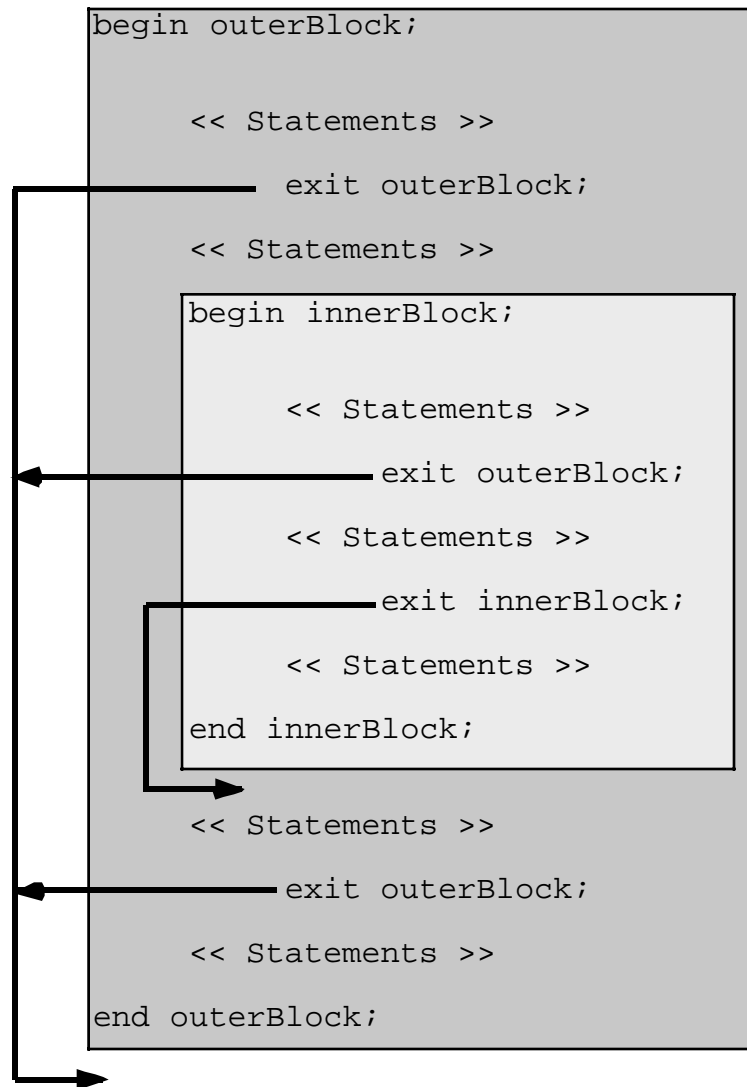 begin outerBlock;
<< Statements >>
exit outerBlock;
<< Statements >>
begin innerBlock;
<< Statements >>
exit outerBlock;
<< Statements >>
exit innerBlock;
<< Statements >>
end innerBlock;
<< Statements >>
exit outerBlock;
<< Statements >>
end outerBlock;